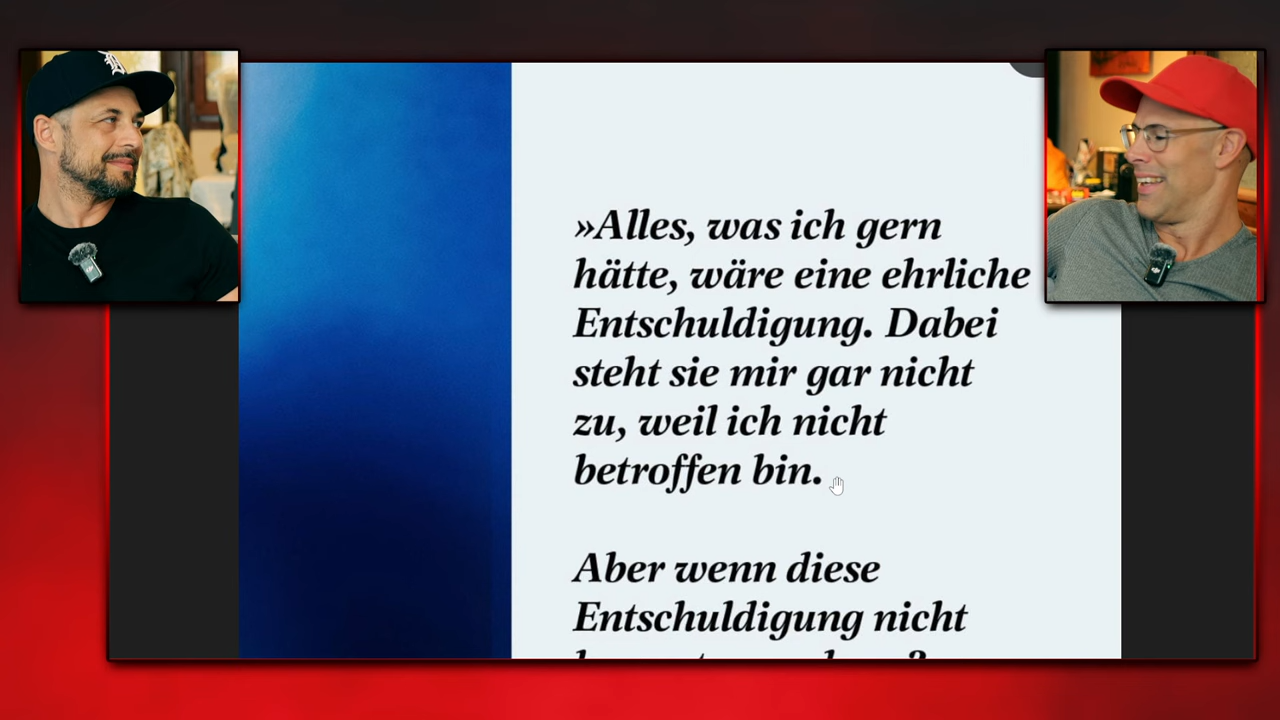 »Alles, was ich gern
hätte, wäre eine ehrliche
Entschuldigung. Dabei
steht sie mir gar nicht
zu, weil ich nicht
betroffen bin.
Aber wenn diese
Entschuldigung nicht